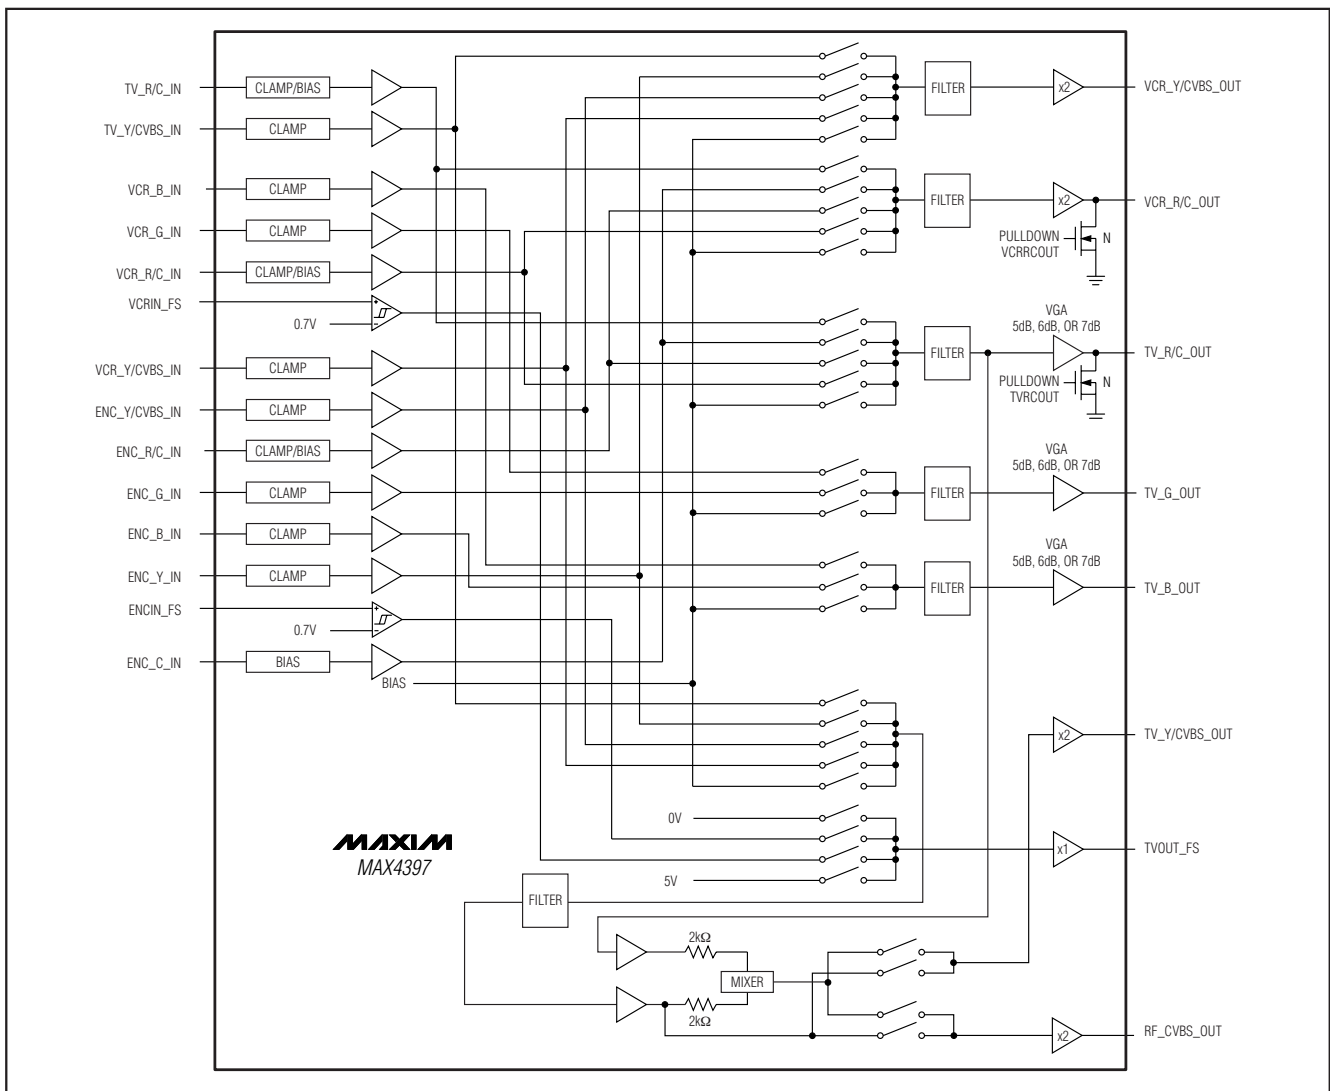 TV_R/C_IN
CLAMP/BIAS
FILTER
x2
VCR_Y/CVBS_OUT
TV_Y/CVBS_IN
CLAMP
VCR_B_IN
CLAMP
FILTER
x2
VCR_R/C_OUT
VCR_G_IN
CLAMP
PULLDOWN
VCRRCOUT
N
VCR_R/C_IN
CLAMP/BIAS
VCRIN_FS
+
0.7V
−
VGA
5dB, 6dB, OR 7dB
FILTER
TV_R/C_OUT
VCR_Y/CVBS_IN
CLAMP
PULLDOWN
TVRCOUT
N
ENC_Y/CVBS_IN
CLAMP
ENC_R/C_IN
CLAMP/BIAS
VGA
5dB, 6dB, OR 7dB
ENC_G_IN
CLAMP
FILTER
TV_G_OUT
ENC_B_IN
CLAMP
VGA
5dB, 6dB, OR 7dB
ENC_Y_IN
CLAMP
FILTER
TV_B_OUT
ENCIN_FS
+
0.7V
−
ENC_C_IN
BIAS
BIAS
x2
TV_Y/CVBS_OUT
0V
MAXIM
MAX4397
x1
TVOUT_FS
5V
FILTER
2kΩ
MIXER
2kΩ
x2
RF_CVBS_OUT